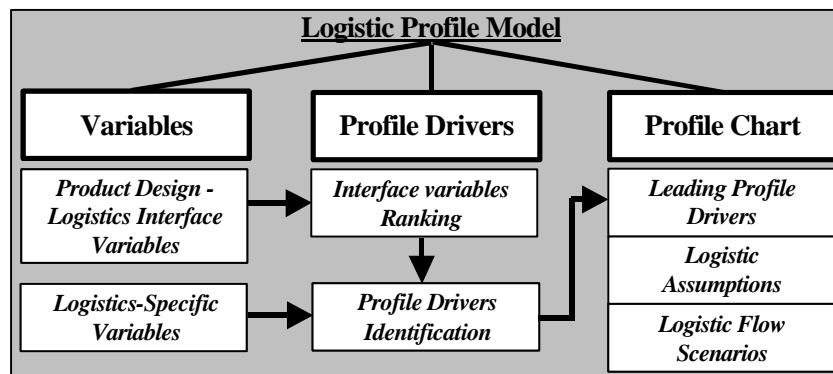 Logistic Profile Model
Variables
Profile Drivers
Profile Chart
Product Design -
Logistics Interface
Variables
Interface variables
Ranking
Leading Profile
Drivers
Logistic
Assumptions
Logistics-Specific
Variables
Profile Drivers
Identification
Logistic Flow
Scenarios